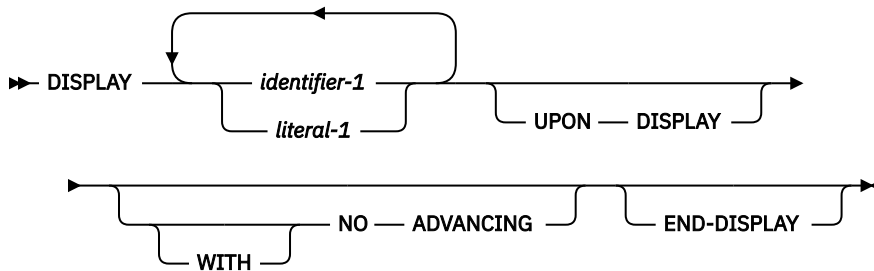 DISPLAY identifier-1
literal-1
UPON DISPLAY
NO ADVANCING END-DISPLAY
WITH